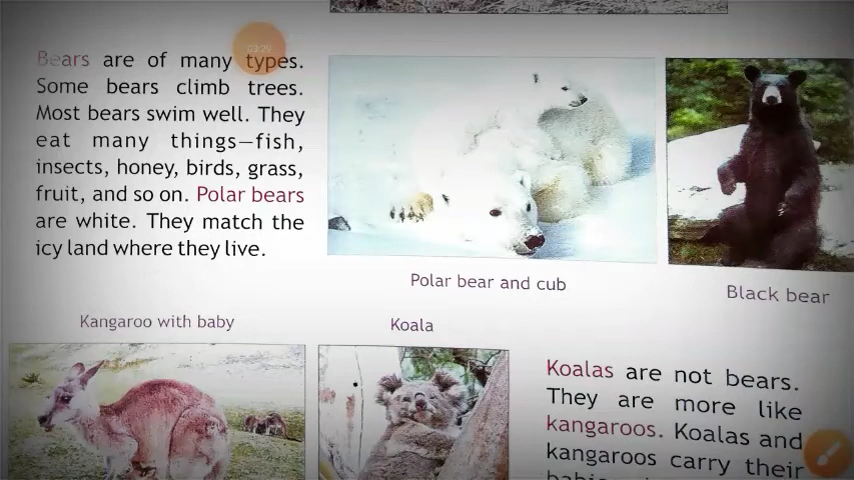 03:29
Bears are of many types.
Some bears climb trees.
Most bears swim well. They
eat many things—fish,
insects, honey, birds, grass,
fruit, and so on. Polar bears
are white. They match the
icy land where they live.
Polar bear and cub
Black bear
Kangaroo with baby
Koala
Koalas are not bears.
They are more like
kangaroos. Koalas and
kangaroos carry their